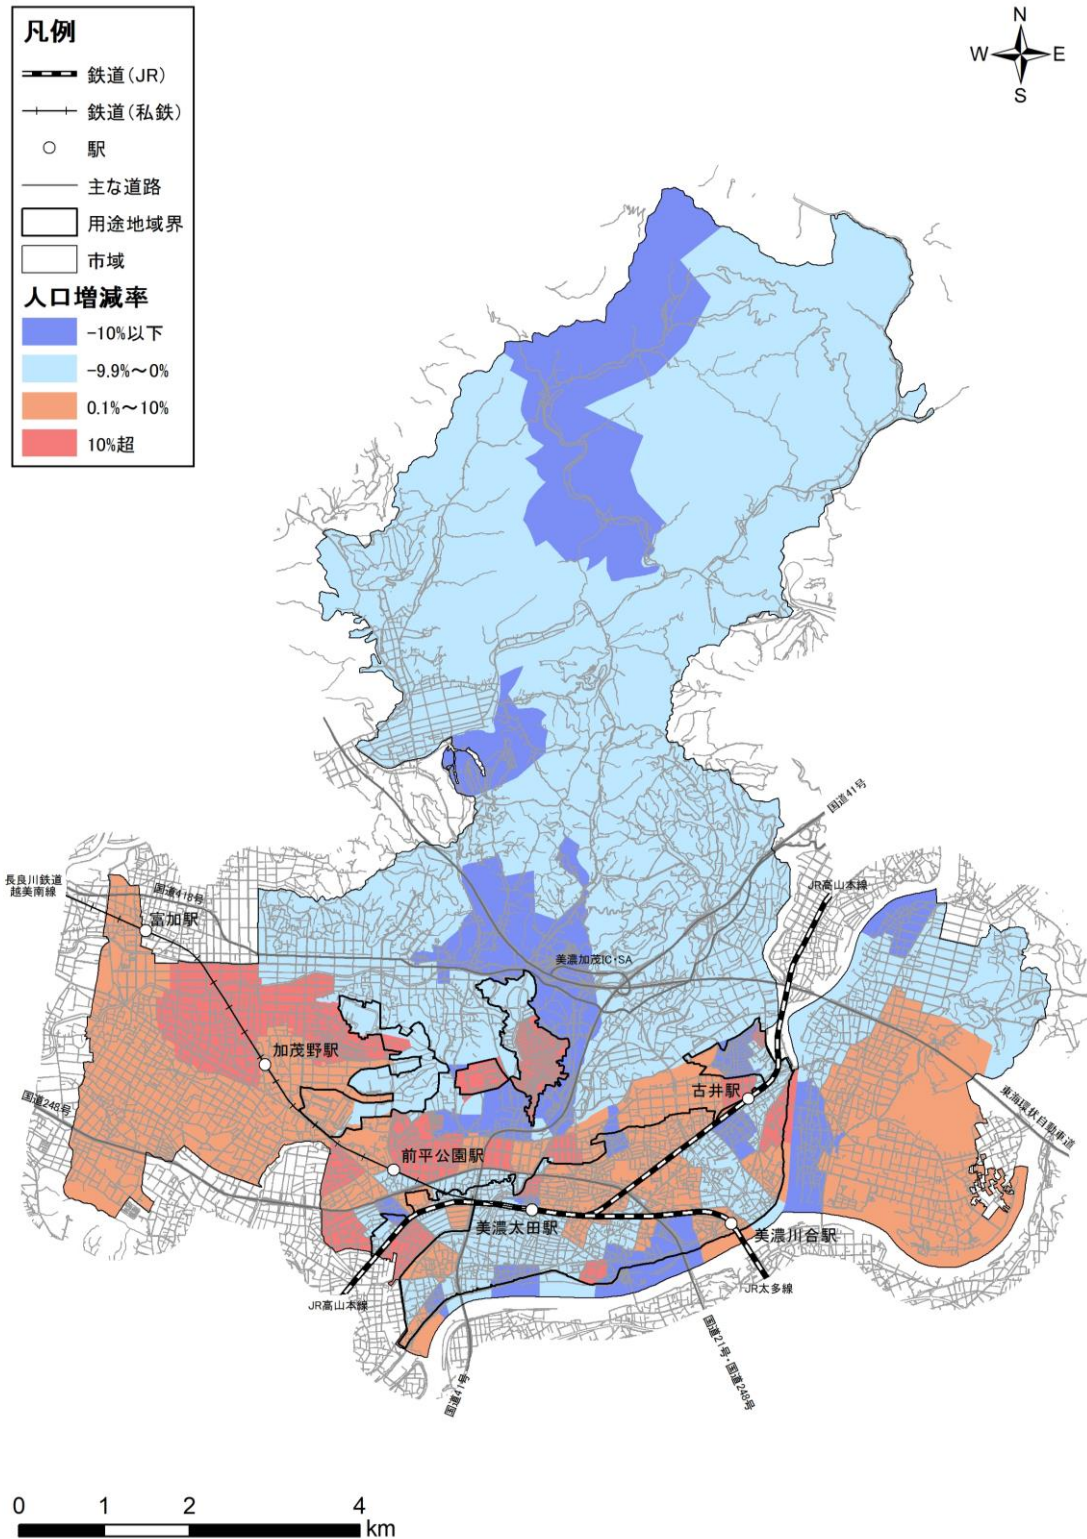 凡例
鉄道(JR)
鉄道(私鉄)
駅
主な道路
用途地域界
市域
人口増減率
-10%以下
-9.9%～0%
0.1%～10%
10%超
N
W E
S
国道41号
長良川鉄道
越美南線
国道418号
富加駅
JR高山本線
美濃加茂IC・SA
加茂野駅
古井駅
国道248号
東海環状自動車道
前平公園駅
美濃太田駅
美濃川合駅
JR高山本線
JR太多線
国道41号
国道21号・国道248号
0 1 2 4
km